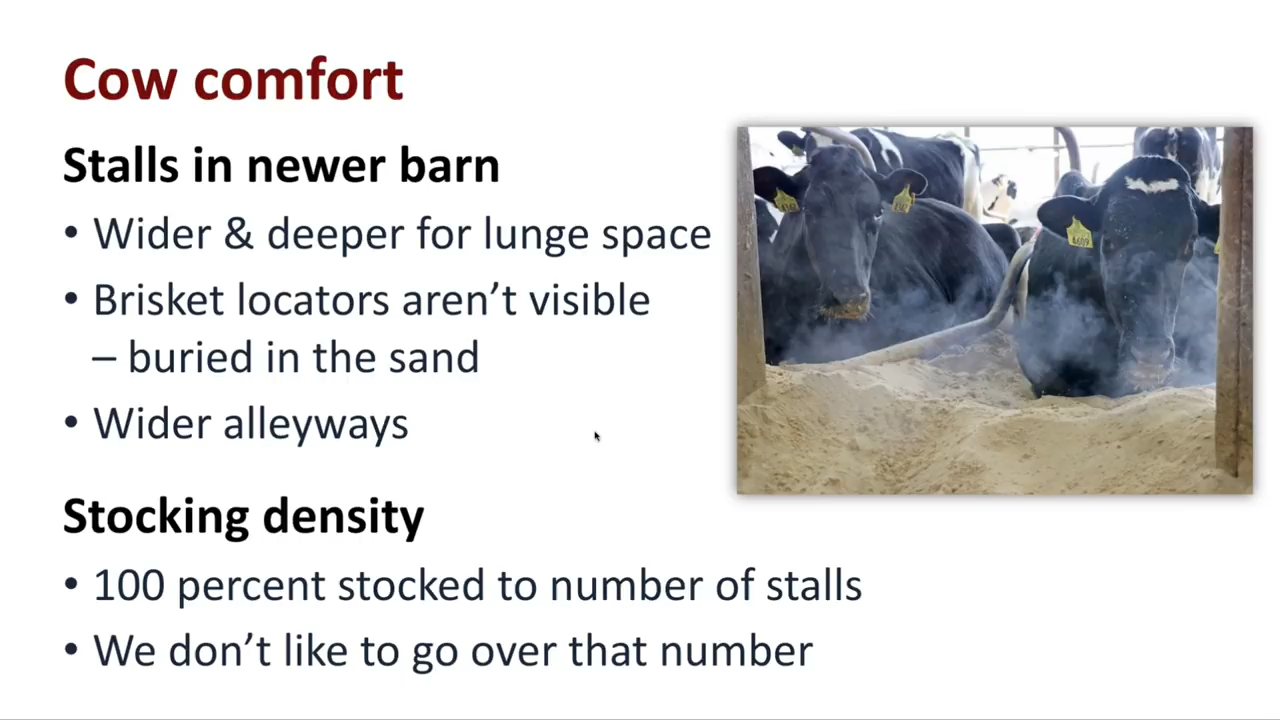 Cow comfort
Stalls in newer barn
• Wider & deeper for lunge space
• Brisket locators aren’t visible
– buried in the sand
• Wider alleyways
Stocking density
• 100 percent stocked to number of stalls
• We don’t like to go over that number